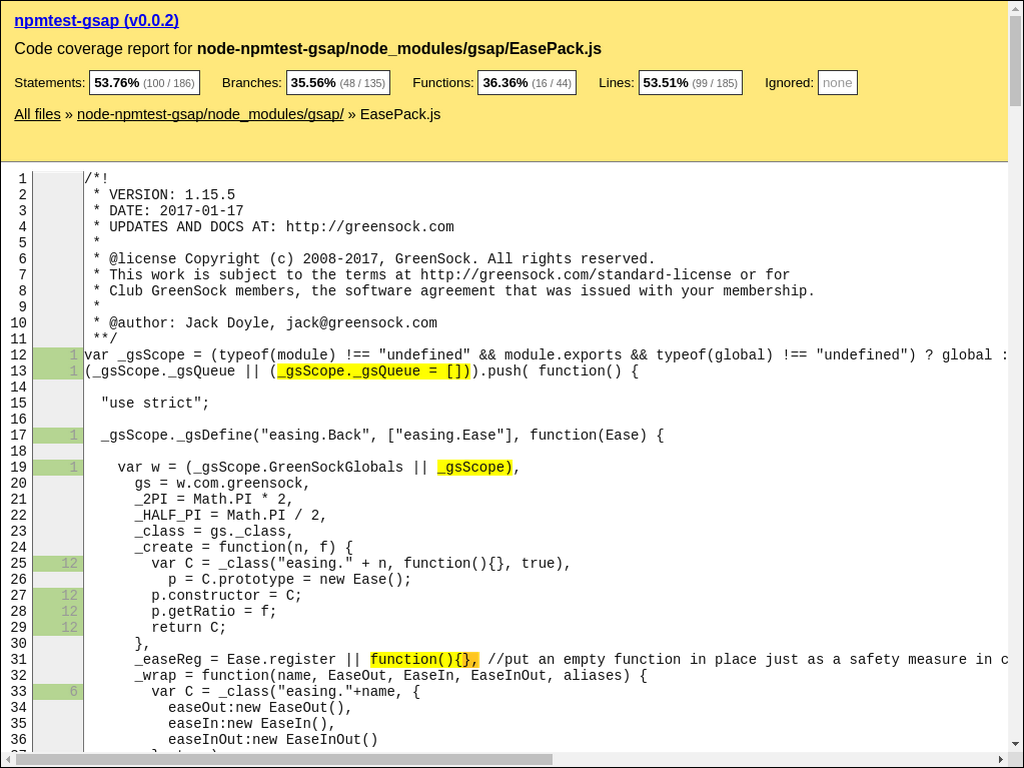 npmtest-gsap (v0.0.2)
Code coverage report for node-npmtest-gsap/node_modules/gsap/EasePack.js
Statements: 53.76% (100 / 186) Branches: 35.56% (48 / 135) Functions: 36.36% (16 / 44) Lines: 53.51% (99 / 185) Ignored: none
All files » node-npmtest-gsap/node_modules/gsap/ » EasePack.js
1 /*!
2 * VERSION: 1.15.5
3 * DATE: 2017-01-17
4 * UPDATES AND DOCS AT: http://greensock.com
5 *
6 * @license Copyright (c) 2008-2017, GreenSock. All rights reserved.
7 * This work is subject to the terms at http://greensock.com/standard-license or for
8 * Club GreenSock members, the software agreement that was issued with your membership.
9 *
10 * @author: Jack Doyle, jack@greensock.com
11 **/
12 1 var _gsScope = (typeof(module) !== "undefined" && module.exports && typeof(global) !== "undefined") ? global :
13 1 (_gsScope._gsQueue || (_gsScope._gsQueue = [])).push( function() {
14
15 "use strict";
16
17 1 _gsScope._gsDefine("easing.Back", ["easing.Ease"], function(Ease) {
18
19 1 var w = (_gsScope.GreenSockGlobals || _gsScope),
20 gs = w.com.greensock,
21 _2PI = Math.PI * 2,
22 _HALF_PI = Math.PI / 2,
23 _class = gs._class,
24 _create = function(n, f) {
25 12 var C = _class("easing." + n, function(){}, true),
26 p = C.prototype = new Ease();
27 12 p.constructor = C;
28 12 p.getRatio = f;
29 12 return C;
30 },
31 _easeReg = Ease.register || function(){}, //put an empty function in place just as a safety measure in c
32 _wrap = function(name, EaseOut, EaseIn, EaseInOut, aliases) {
33 6 var C = _class("easing."+name, {
34 easeOut:new EaseOut(),
35 easeIn:new EaseIn(),
36 easeInOut:new EaseInOut()